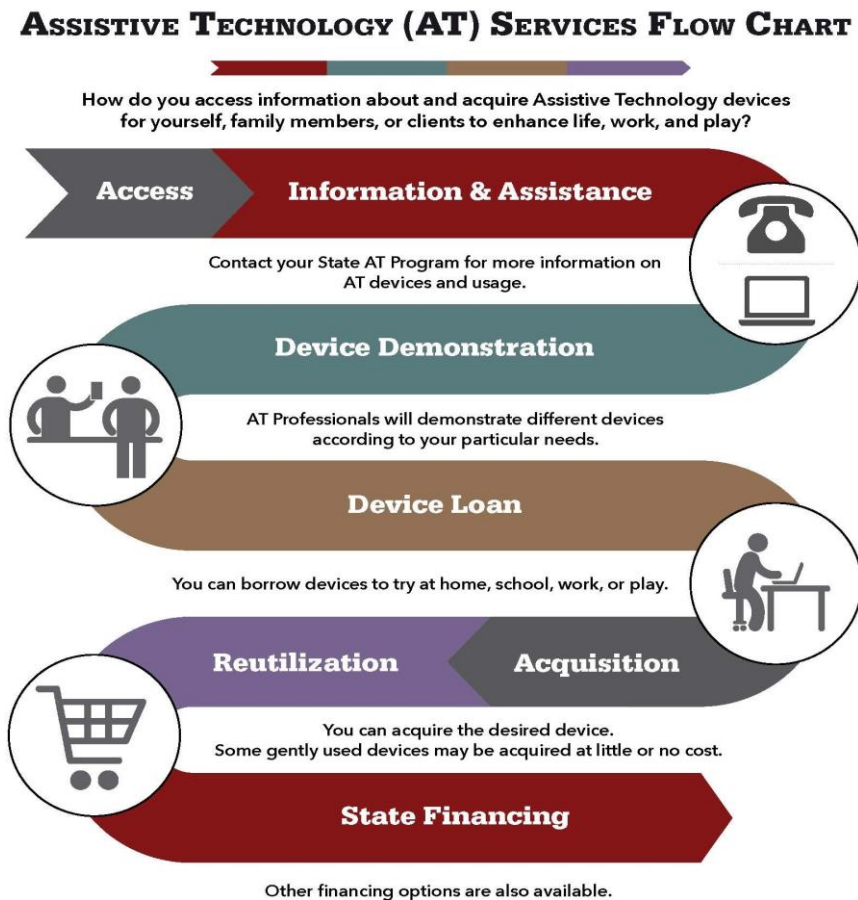 ASSISTIVE TECHNOLOGY (AT) SERVICES FLOW CHART
How do you access information about and acquire Assistive Technology devices
for yourself, family members, or clients to enhance life, work, and play?
Access
Information & Assistance
Contact your State AT Program for more information on
AT devices and usage.
Device Demonstration
AT Professionals will demonstrate different devices
according to your particular needs.
Device Loan
You can borrow devices to try at home, school, work, or play.
Reutilization
Acquisition
You can acquire the desired device.
Some gently used devices may be acquired at little or no cost.
State Financing
Other financing options are also available.